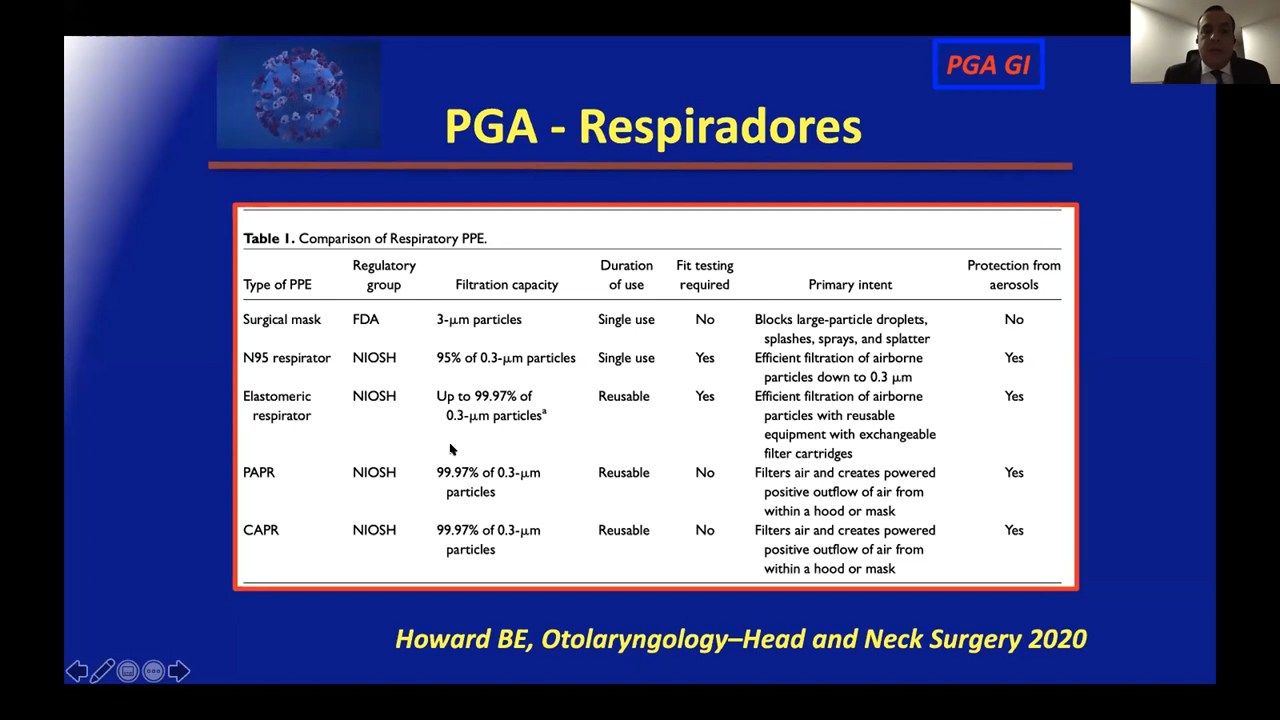 PGA GI
PGA - Respiradores
Table 1. Comparison of Respiratory PPE.
Type of PPE Regulatory group Filtration capacity Duration of use Fit testing required Primary intent Protection from aerosols
Surgical mask FDA 3-μm particles Single use No Blocks large-particle droplets, splashes, sprays, and splatter No
N95 respirator NIOSH 95% of 0.3-μm particles Single use Yes Efficient filtration of airborne particles down to 0.3 μm Yes
Elastomeric respirator NIOSH Up to 99.97% of 0.3-μm particlesᵃ Reusable Yes Efficient filtration of airborne particles with reusable equipment with exchangeable filter cartridges Yes
PAPR NIOSH 99.97% of 0.3-μm particles Reusable No Filters air and creates powered positive outflow of air from within a hood or mask Yes
CAPR NIOSH 99.97% of 0.3-μm particles Reusable No Filters air and creates powered positive outflow of air from within a hood or mask Yes
Howard BE, Otolaryngology–Head and Neck Surgery 2020